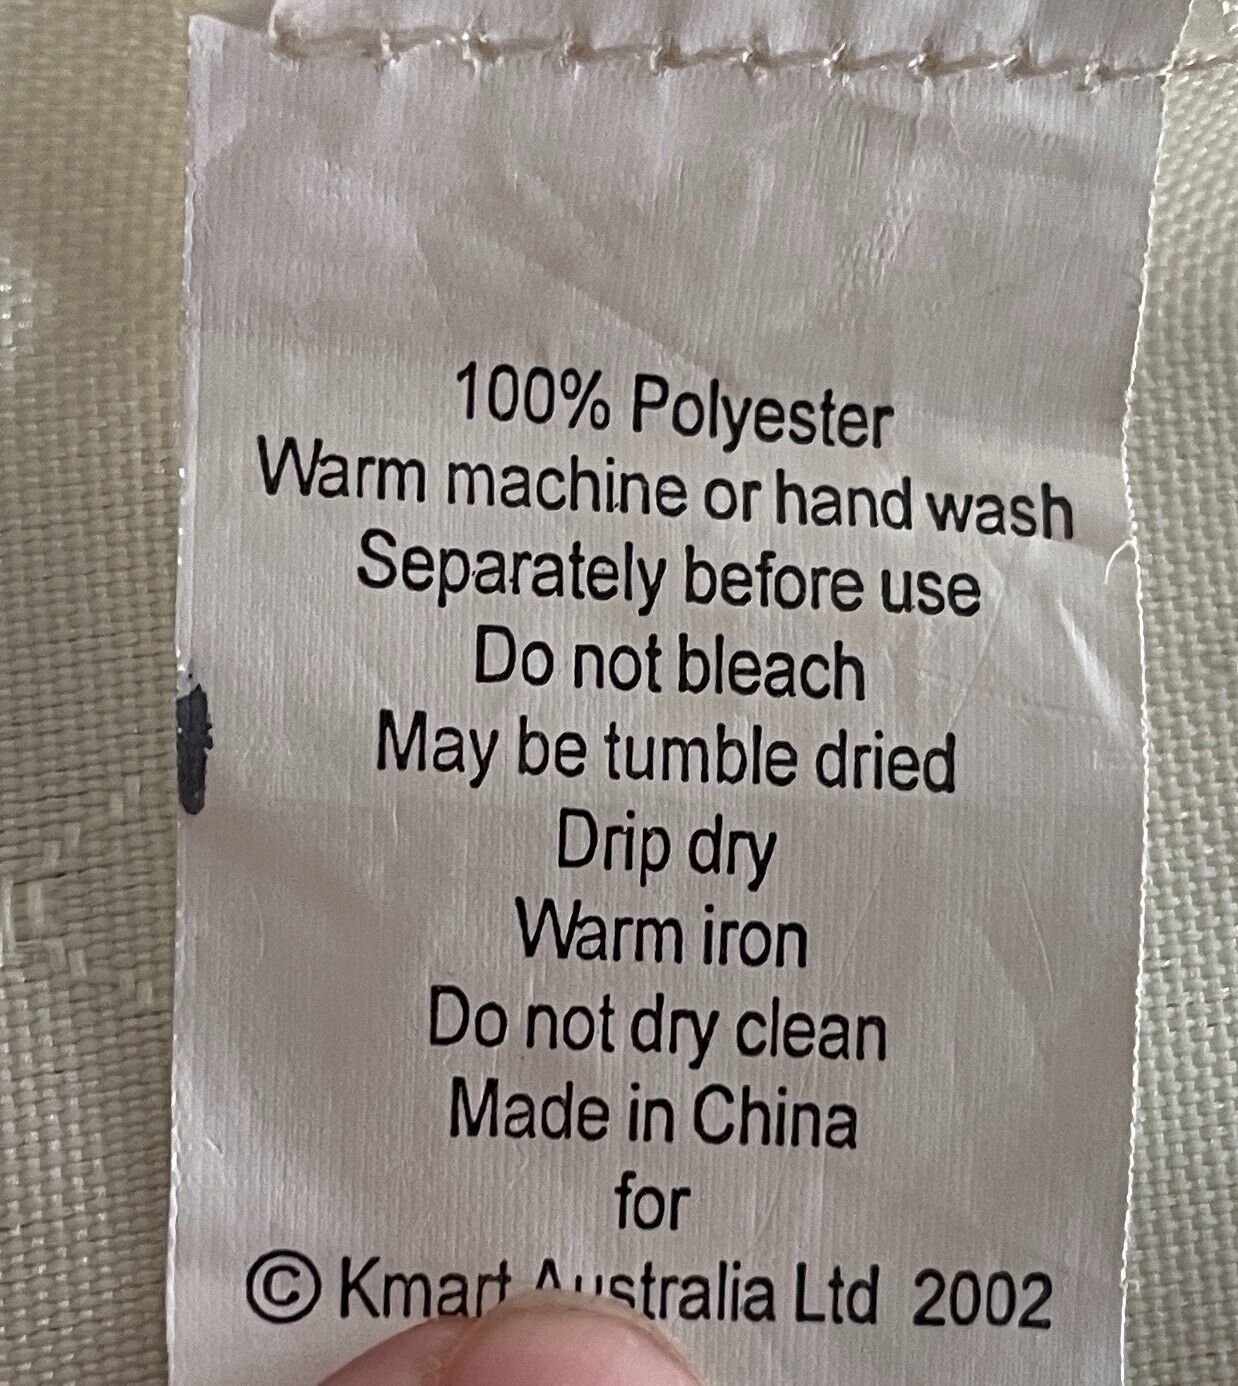 100% Polyester
Warm machine or hand wash
Separately before use
Do not bleach
May be tumble dried
Drip dry
Warm iron
Do not dry clean
Made in China
for
© Kmart Australia Ltd 2002